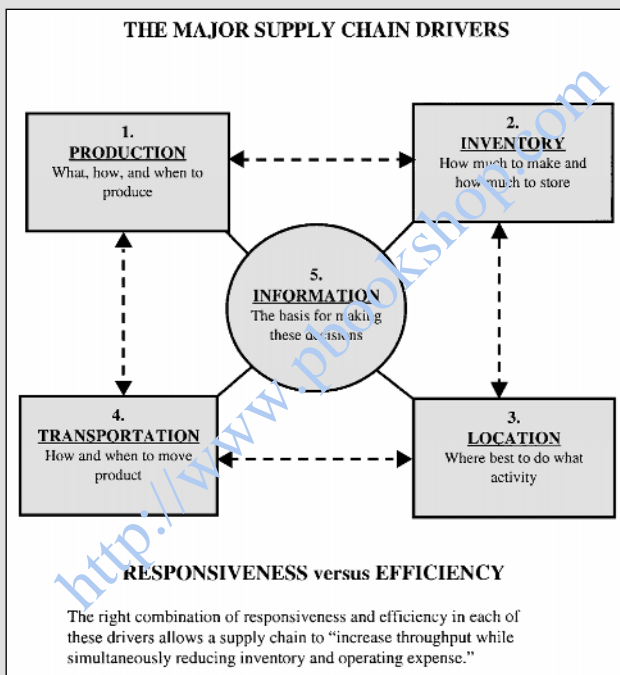 THE MAJOR SUPPLY CHAIN DRIVERS
1.
PRODUCTION
What, how, and when to
produce
2.
INVENTORY
How much to make and
how much to store
5.
INFORMATION
The basis for making
these decisions
4.
TRANSPORTATION
How and when to move
product
3.
LOCATION
Where best to do what
activity
http://www.pbookshop.com
RESPONSIVENESS versus EFFICIENCY
The right combination of responsiveness and efficiency in each of
these drivers allows a supply chain to “increase throughput while
simultaneously reducing inventory and operating expense.”